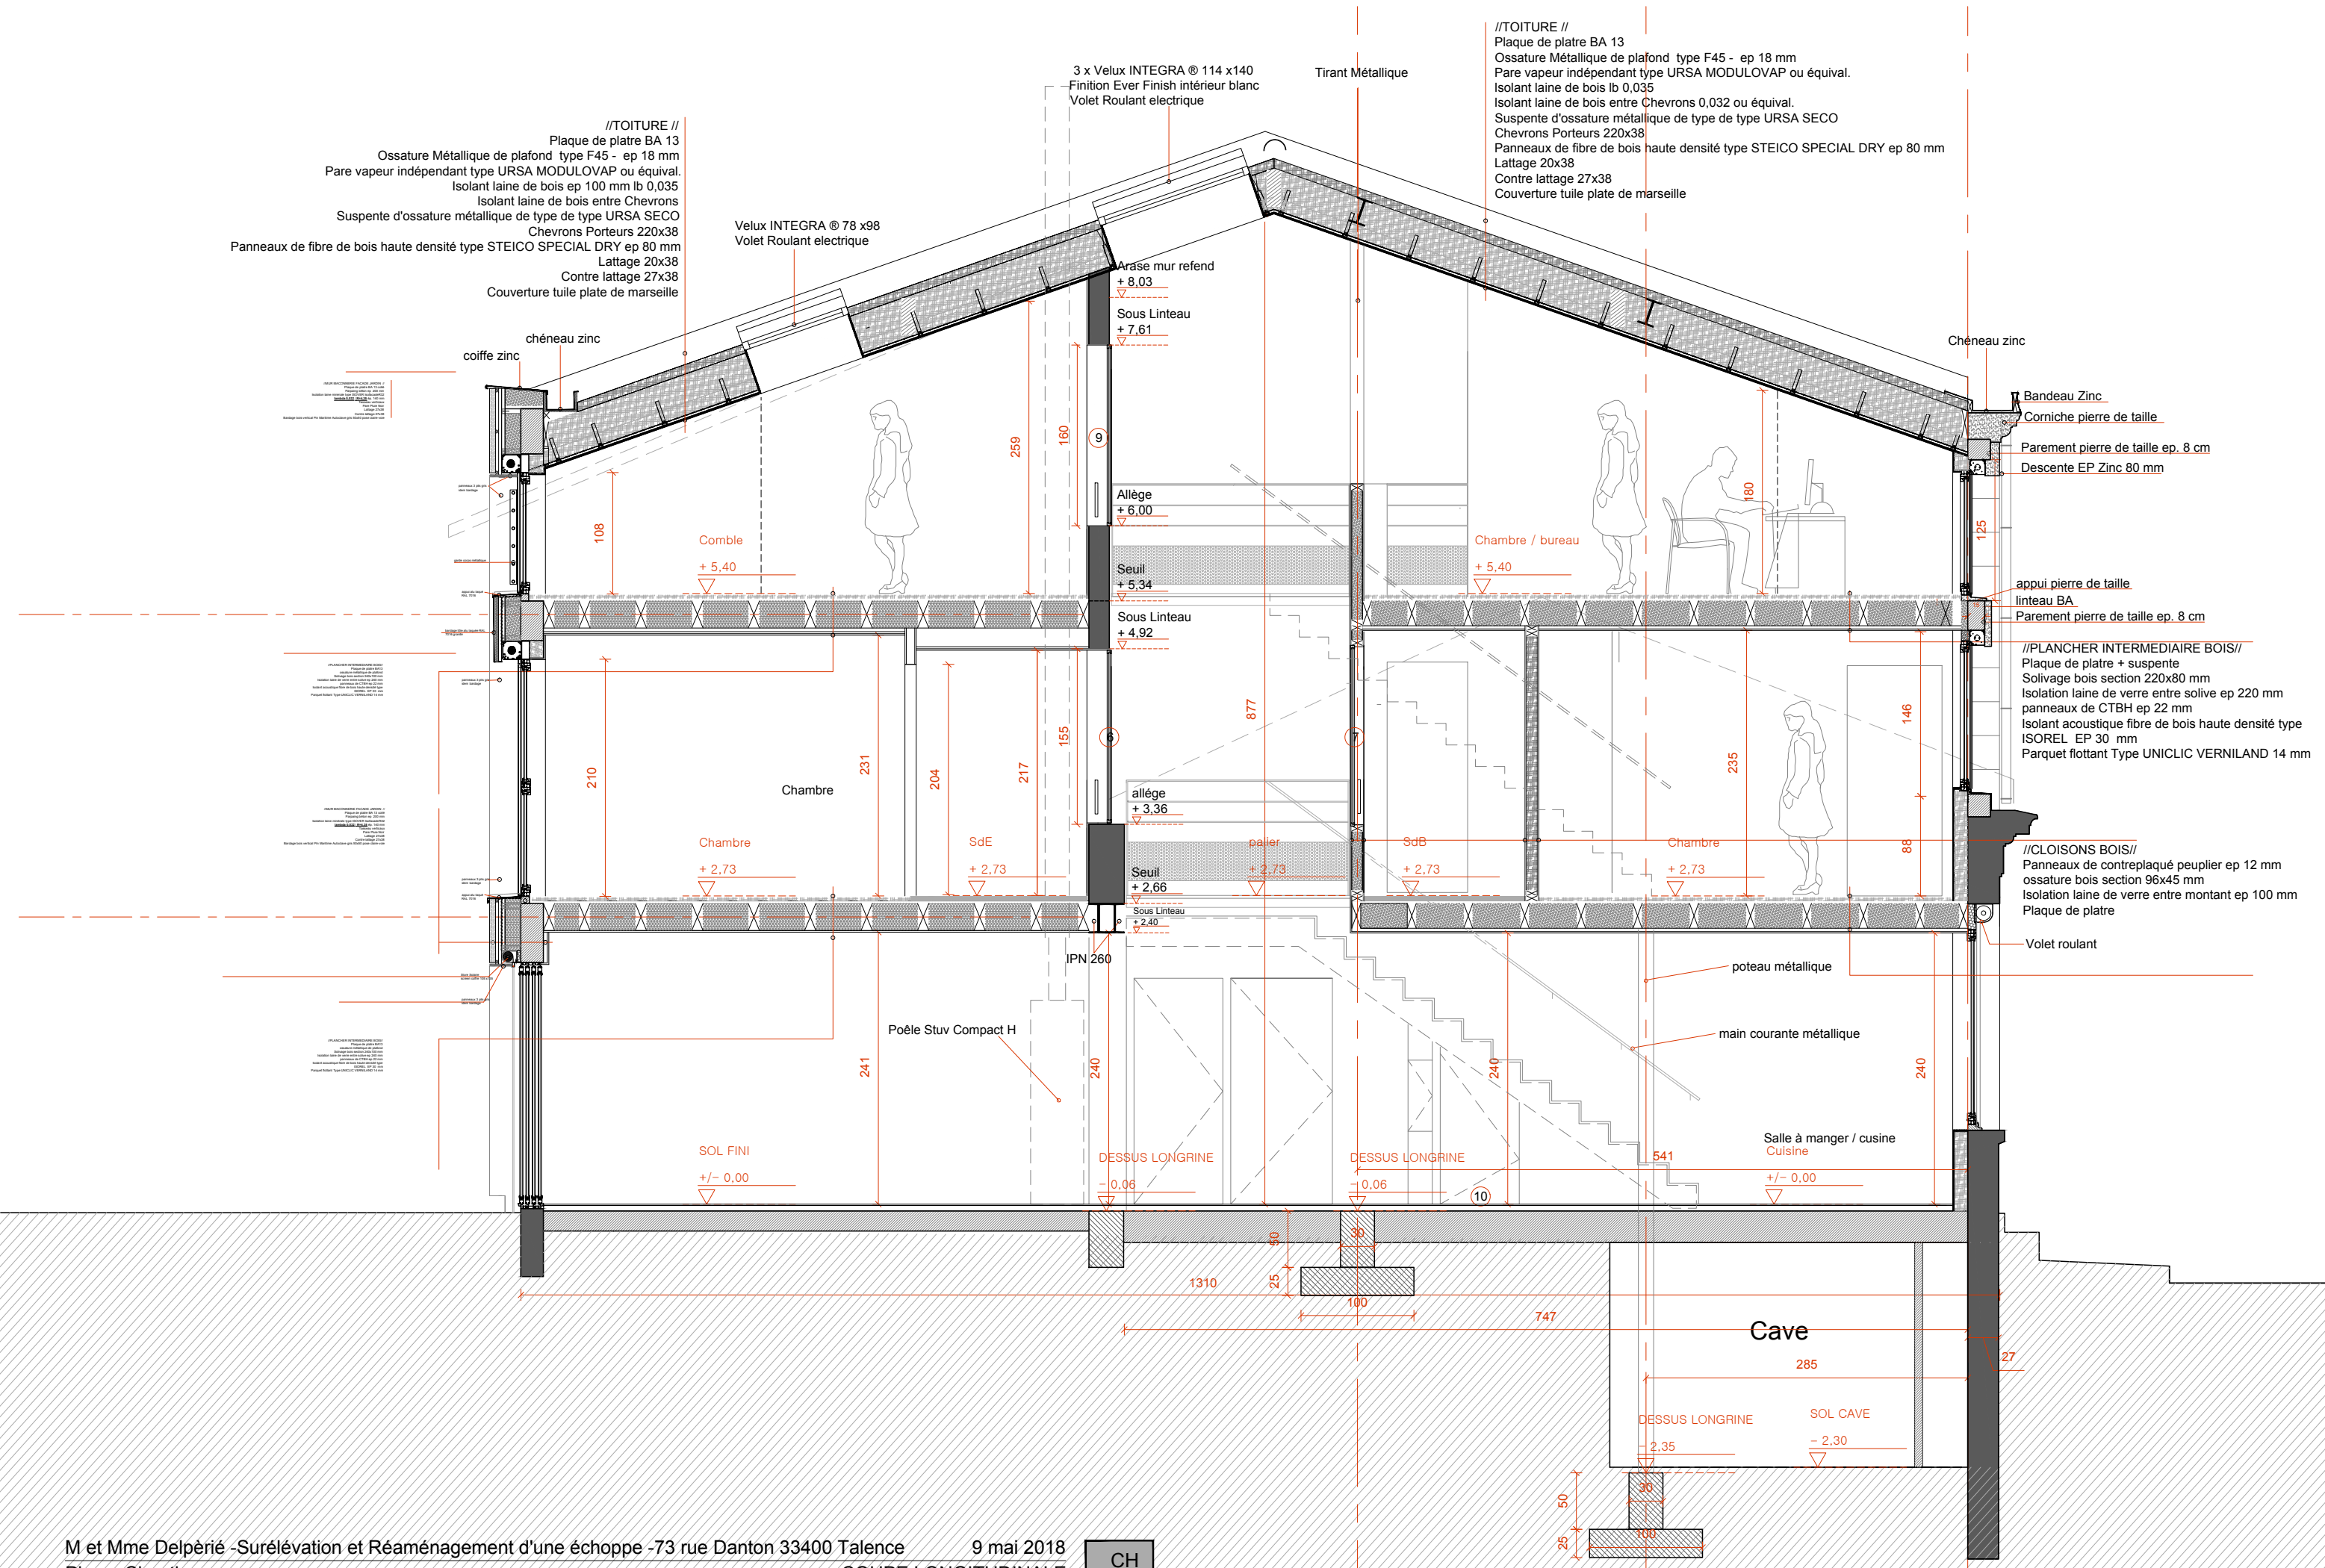 //TOITURE //
Plaque de platre BA 13
Ossature Métallique de plafond type F45 - ep 18 mm
Pare vapeur indépendant type URSA MODULOVAP ou équival.
Isolant laine de bois ep 100 mm lb 0,035
Isolant laine de bois entre Chevrons
Suspente d'ossature métallique de type de type URSA SECO
Chevrons Porteurs 220x38
Panneaux de fibre de bois haute densité type STEICO SPECIAL DRY ep 80 mm
Lattage 20x38
Contre lattage 27x38
Couverture tuile plate de marseille
Velux INTEGRA ® 78 x98
Volet Roulant electrique
3 x Velux INTEGRA ® 114 x140
Finition Ever Finish intérieur blanc
Volet Roulant electrique
Tirant Métallique
//TOITURE //
Plaque de platre BA 13
Ossature Métallique de plafond type F45 - ep 18 mm
Pare vapeur indépendant type URSA MODULOVAP ou équival.
Isolant laine de bois lb 0,035
Isolant laine de bois entre Chevrons 0,032 ou équival.
Suspente d'ossature métallique de type de type URSA SECO
Chevrons Porteurs 220x38
Panneaux de fibre de bois haute densité type STEICO SPECIAL DRY ep 80 mm
Lattage 20x38
Contre lattage 27x38
Couverture tuile plate de marseille
coiffe zinc
chéneau zinc
Arase mur refend
+ 8,03
Sous Linteau
+ 7,61
Chéneau zinc
Bandeau Zinc
Corniche pierre de taille
Parement pierre de taille ep. 8 cm
Descente EP Zinc 80 mm
108
259
160
9
180
125
Comble
+ 5,40
Allège
+ 6,00
Seuil
+ 5,34
Sous Linteau
+ 4,92
Chambre / bureau
+ 5,40
appui pierre de taille
linteau BA
Parement pierre de taille ep. 8 cm
//PLANCHER INTERMEDIAIRE BOIS//
Plaque de platre + suspente
Solivage bois section 220x80 mm
Isolation laine de verre entre solive ep 220 mm
panneaux de CTBH ep 22 mm
Isolant acoustique fibre de bois haute densité type
ISOREL EP 30 mm
Parquet flottant Type UNICLIC VERNILAND 14 mm
210
231
204
217
155
6
877
7
235
146
88
Chambre
Chambre
+ 2,73
SdE
+ 2,73
allége
+ 3,36
Seuil
+ 2,66
Sous Linteau
+ 2,40
palier
+ 2,73
SdB
+ 2,73
Chambre
+ 2,73
//CLOISONS BOIS//
Panneaux de contreplaqué peuplier ep 12 mm
ossature bois section 96x45 mm
Isolation laine de verre entre montant ep 100 mm
Plaque de platre
Volet roulant
IPN 260
poteau métallique
main courante métallique
Poêle Stuv Compact H
241
240
240
240
SOL FINI
+/- 0,00
DESSUS LONGRINE
- 0,06
DESSUS LONGRINE
- 0,06
10
541
Salle à manger / cusine
Cuisine
+/- 0,00
50
25
30
100
1310
747
Cave
285
27
DESSUS LONGRINE
- 2,35
SOL CAVE
- 2,30
50
25
30
100
M et Mme Delpèrié -Surélévation et Réaménagement d'une échoppe -73 rue Danton 33400 Talence 9 mai 2018
COUPE LONGITUDINALE
CH